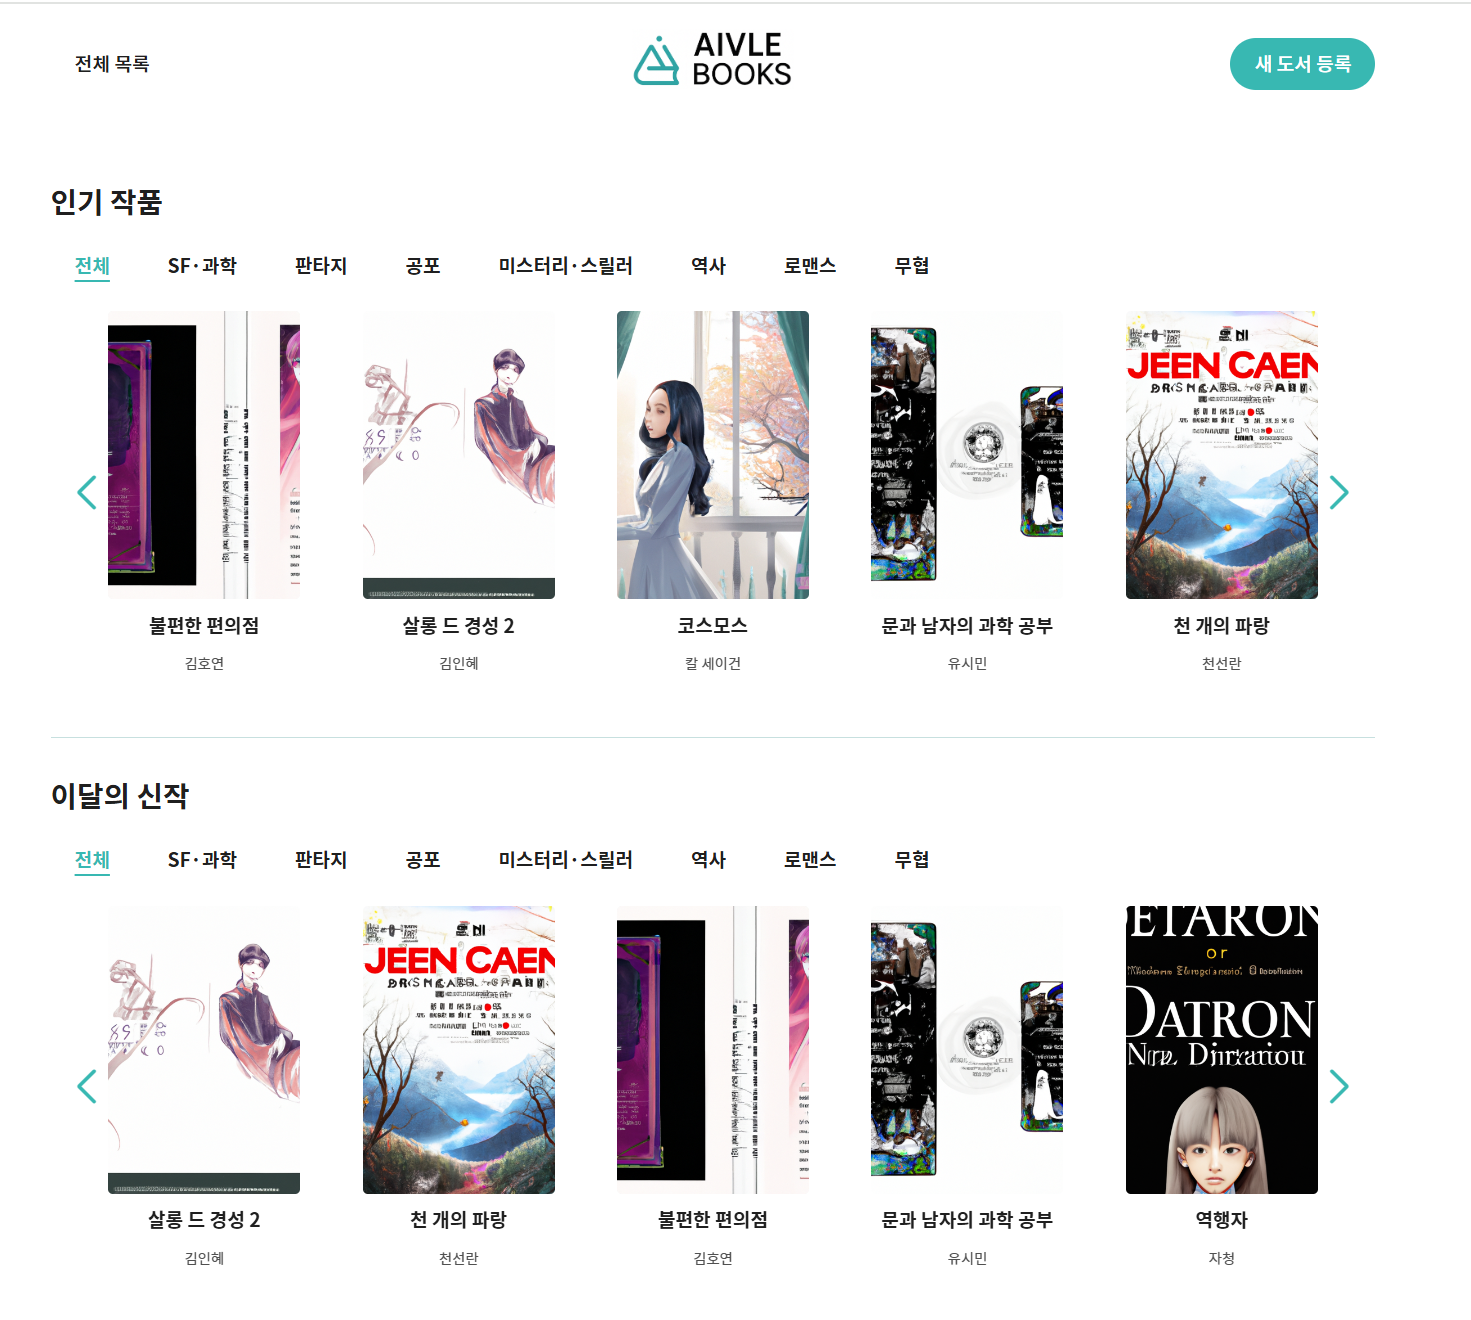 전체 목록
AIVLE
BOOKS
새 도서 등록
인기 작품
전체 SF·과학 판타지 공포 미스터리·스릴러 역사 로맨스 무협
JEEN CAEN
불편한 편의점 살롱 드 경성 2 코스모스 문과 남자의 과학 공부 천 개의 파랑
김호연 김인혜 칼 세이건 유시민 천선란
이달의 신작
전체 SF·과학 판타지 공포 미스터리·스릴러 역사 로맨스 무협
JEEN CAEN
ETARON
or
DATRON
살롱 드 경성 2 천 개의 파랑 불편한 편의점 문과 남자의 과학 공부 역행자
김인혜 천선란 김호연 유시민 자청